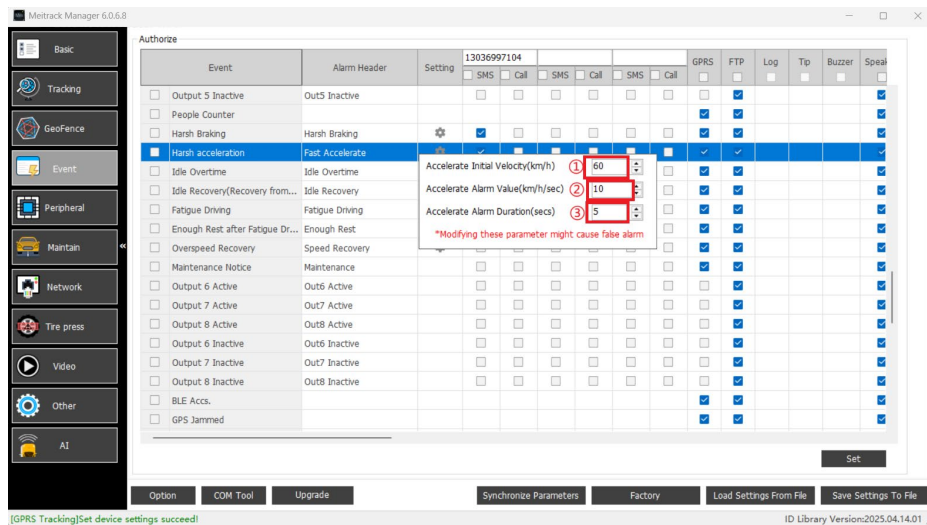 Meitrack Manager 6.0.6.8
Basic
Tracking
GeoFence
Event
Peripheral
Maintain
Network
Tire press
Video
Other
AI
«
Authorize
Event Alarm Header Setting 13036997104 GPRS FTP Log Tip Buzzer Speak
SMS Call SMS Call SMS Call
Output 5 Inactive Out5 Inactive
People Counter
Harsh Braking Harsh Braking
Harsh acceleration Fast Accelerate
Idle Overtime Idle Overtime
Idle Recovery(Recovery from... Idle Recovery
Fatigue Driving Fatigue Driving
Enough Rest after Fatigue Dr... Enough Rest
Overspeed Recovery Speed Recovery
Maintenance Notice Maintenance
Output 6 Active Out6 Active
Output 7 Active Out7 Active
Output 8 Active Out8 Active
Output 6 Inactive Out6 Inactive
Output 7 Inactive Out7 Inactive
Output 8 Inactive Out8 Inactive
BLE Accs.
GPS Jammed
Accelerate Initial Velocity(km/h) ① 60
Accelerate Alarm Value(km/h/sec) ② 10
Accelerate Alarm Duration(secs) ③ 5
*Modifying these parameter might cause false alarm
Set
Option COM Tool Upgrade Synchronize Parameters Factory Load Settings From File Save Settings To File
[GPRS Tracking]Set device settings succeed! ID Library Version:2025.04.14.01